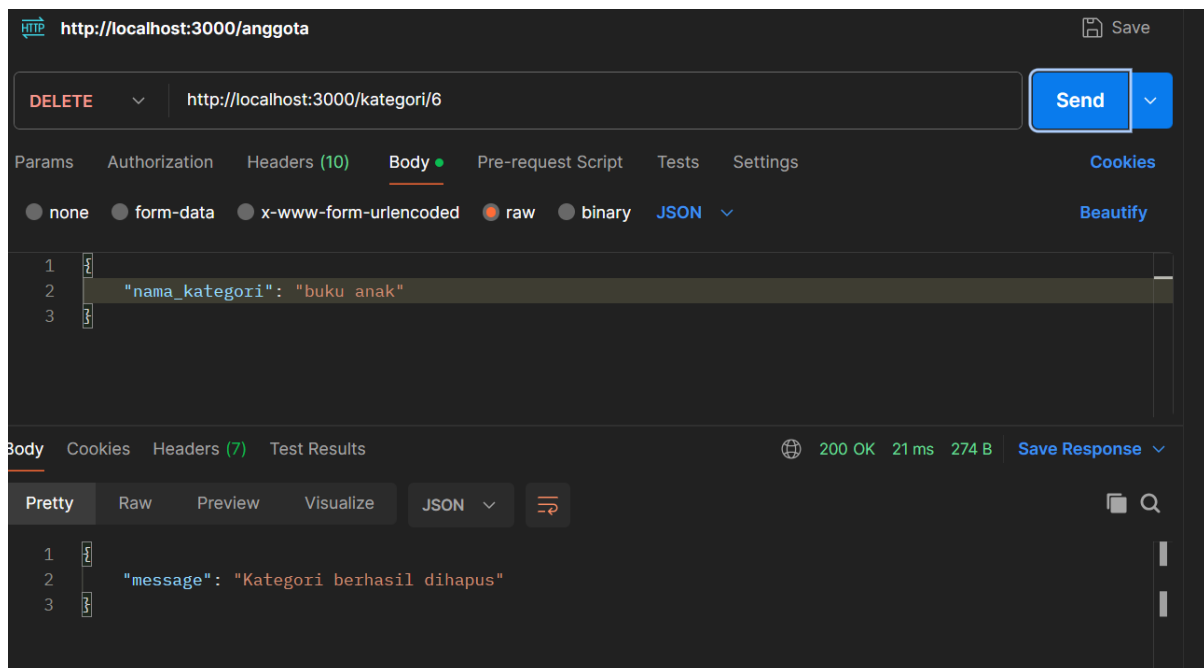 HTTP http://localhost:3000/anggota Save
DELETE http://localhost:3000/kategori/6 Send
Params Authorization Headers (10) Body Pre-request Script Tests Settings Cookies
none form-data x-www-form-urlencoded raw binary JSON Beautify
1 {
2 "nama_kategori": "buku anak"
3 }
Body Cookies Headers (7) Test Results 200 OK 21 ms 274 B Save Response
Pretty Raw Preview Visualize JSON
1 {
2 "message": "Kategori berhasil dihapus"
3 }